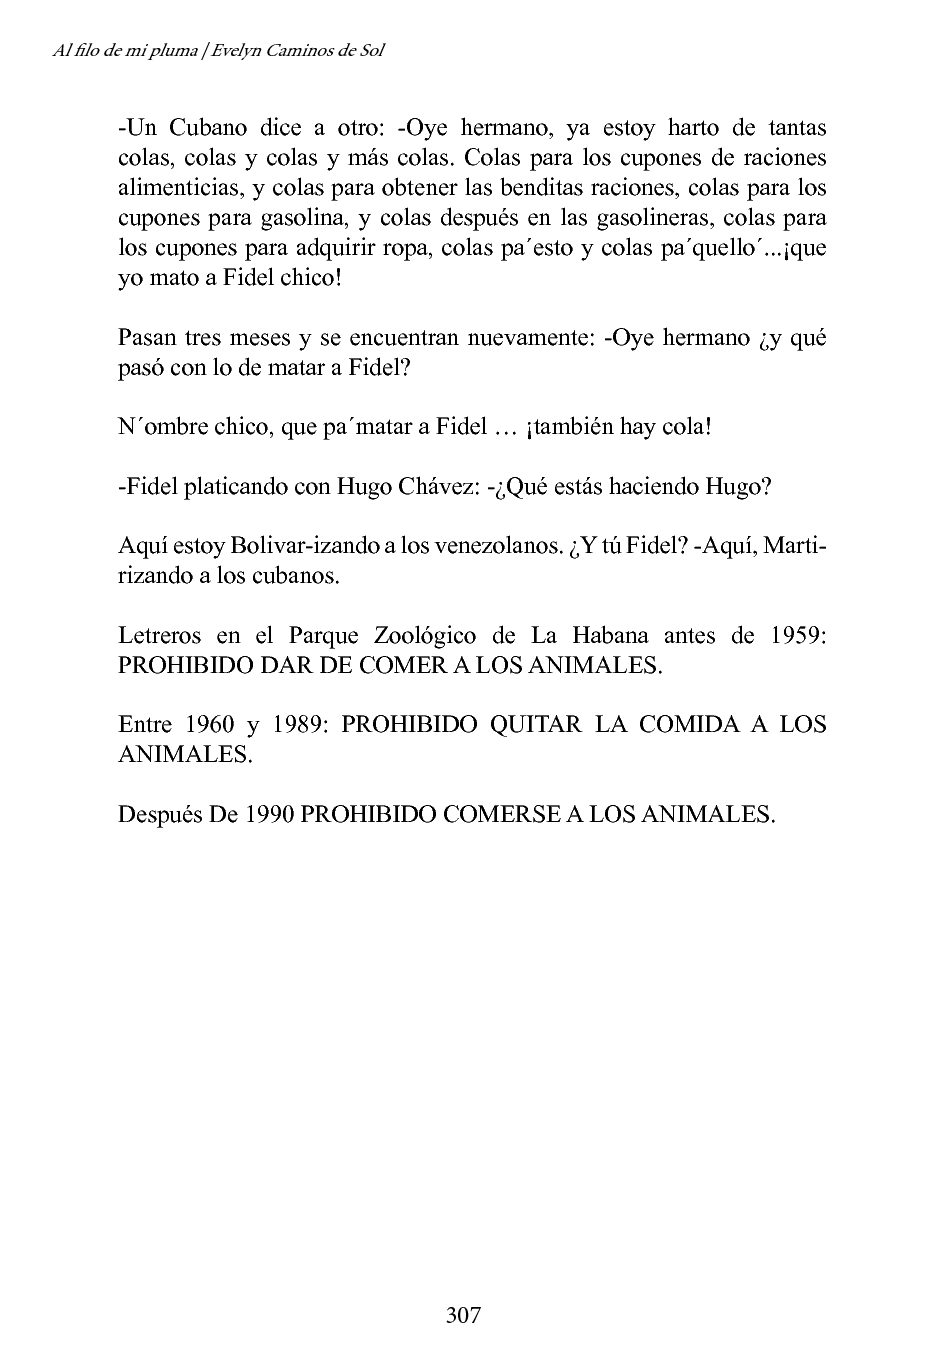 Al filo de mi pluma | Evelyn Caminos de Sol
-Un Cubano dice a otro: -Oye hermano, ya estoy harto de tantas
colas, colas y colas y más colas. Colas para los cupones de raciones
alimenticias, y colas para obtener las benditas raciones, colas para los
cupones para gasolina, y colas después en las gasolineras, colas para
los cupones para adquirir ropa, colas pa´esto y colas pa´quello´...¡que
yo mato a Fidel chico!
Pasan tres meses y se encuentran nuevamente: -Oye hermano ¿y qué
pasó con lo de matar a Fidel?
N´ombre chico, que pa´matar a Fidel … ¡también hay cola!
-Fidel platicando con Hugo Chávez: -¿Qué estás haciendo Hugo?
Aquí estoy Bolivar-izando a los venezolanos. ¿Y tú Fidel? -Aquí, Marti-
rizando a los cubanos.
Letreros en el Parque Zoológico de La Habana antes de 1959:
PROHIBIDO DAR DE COMER A LOS ANIMALES.
Entre 1960 y 1989: PROHIBIDO QUITAR LA COMIDA A LOS
ANIMALES.
Después De 1990 PROHIBIDO COMERSE A LOS ANIMALES.
307